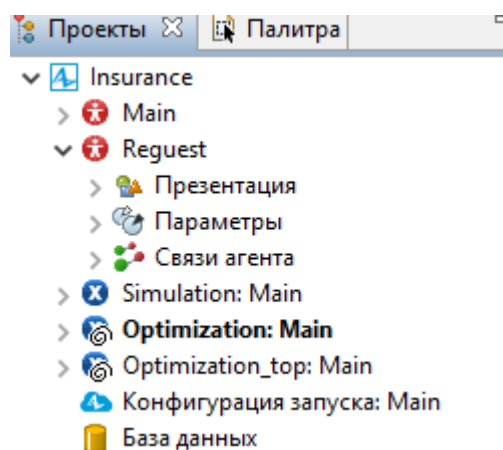 Проекты Палитра
Insurance
Main
Reguest
Презентация
Параметры
Связи агента
Simulation: Main
Optimization: Main
Optimization_top: Main
Конфигурация запуска: Main
База данных